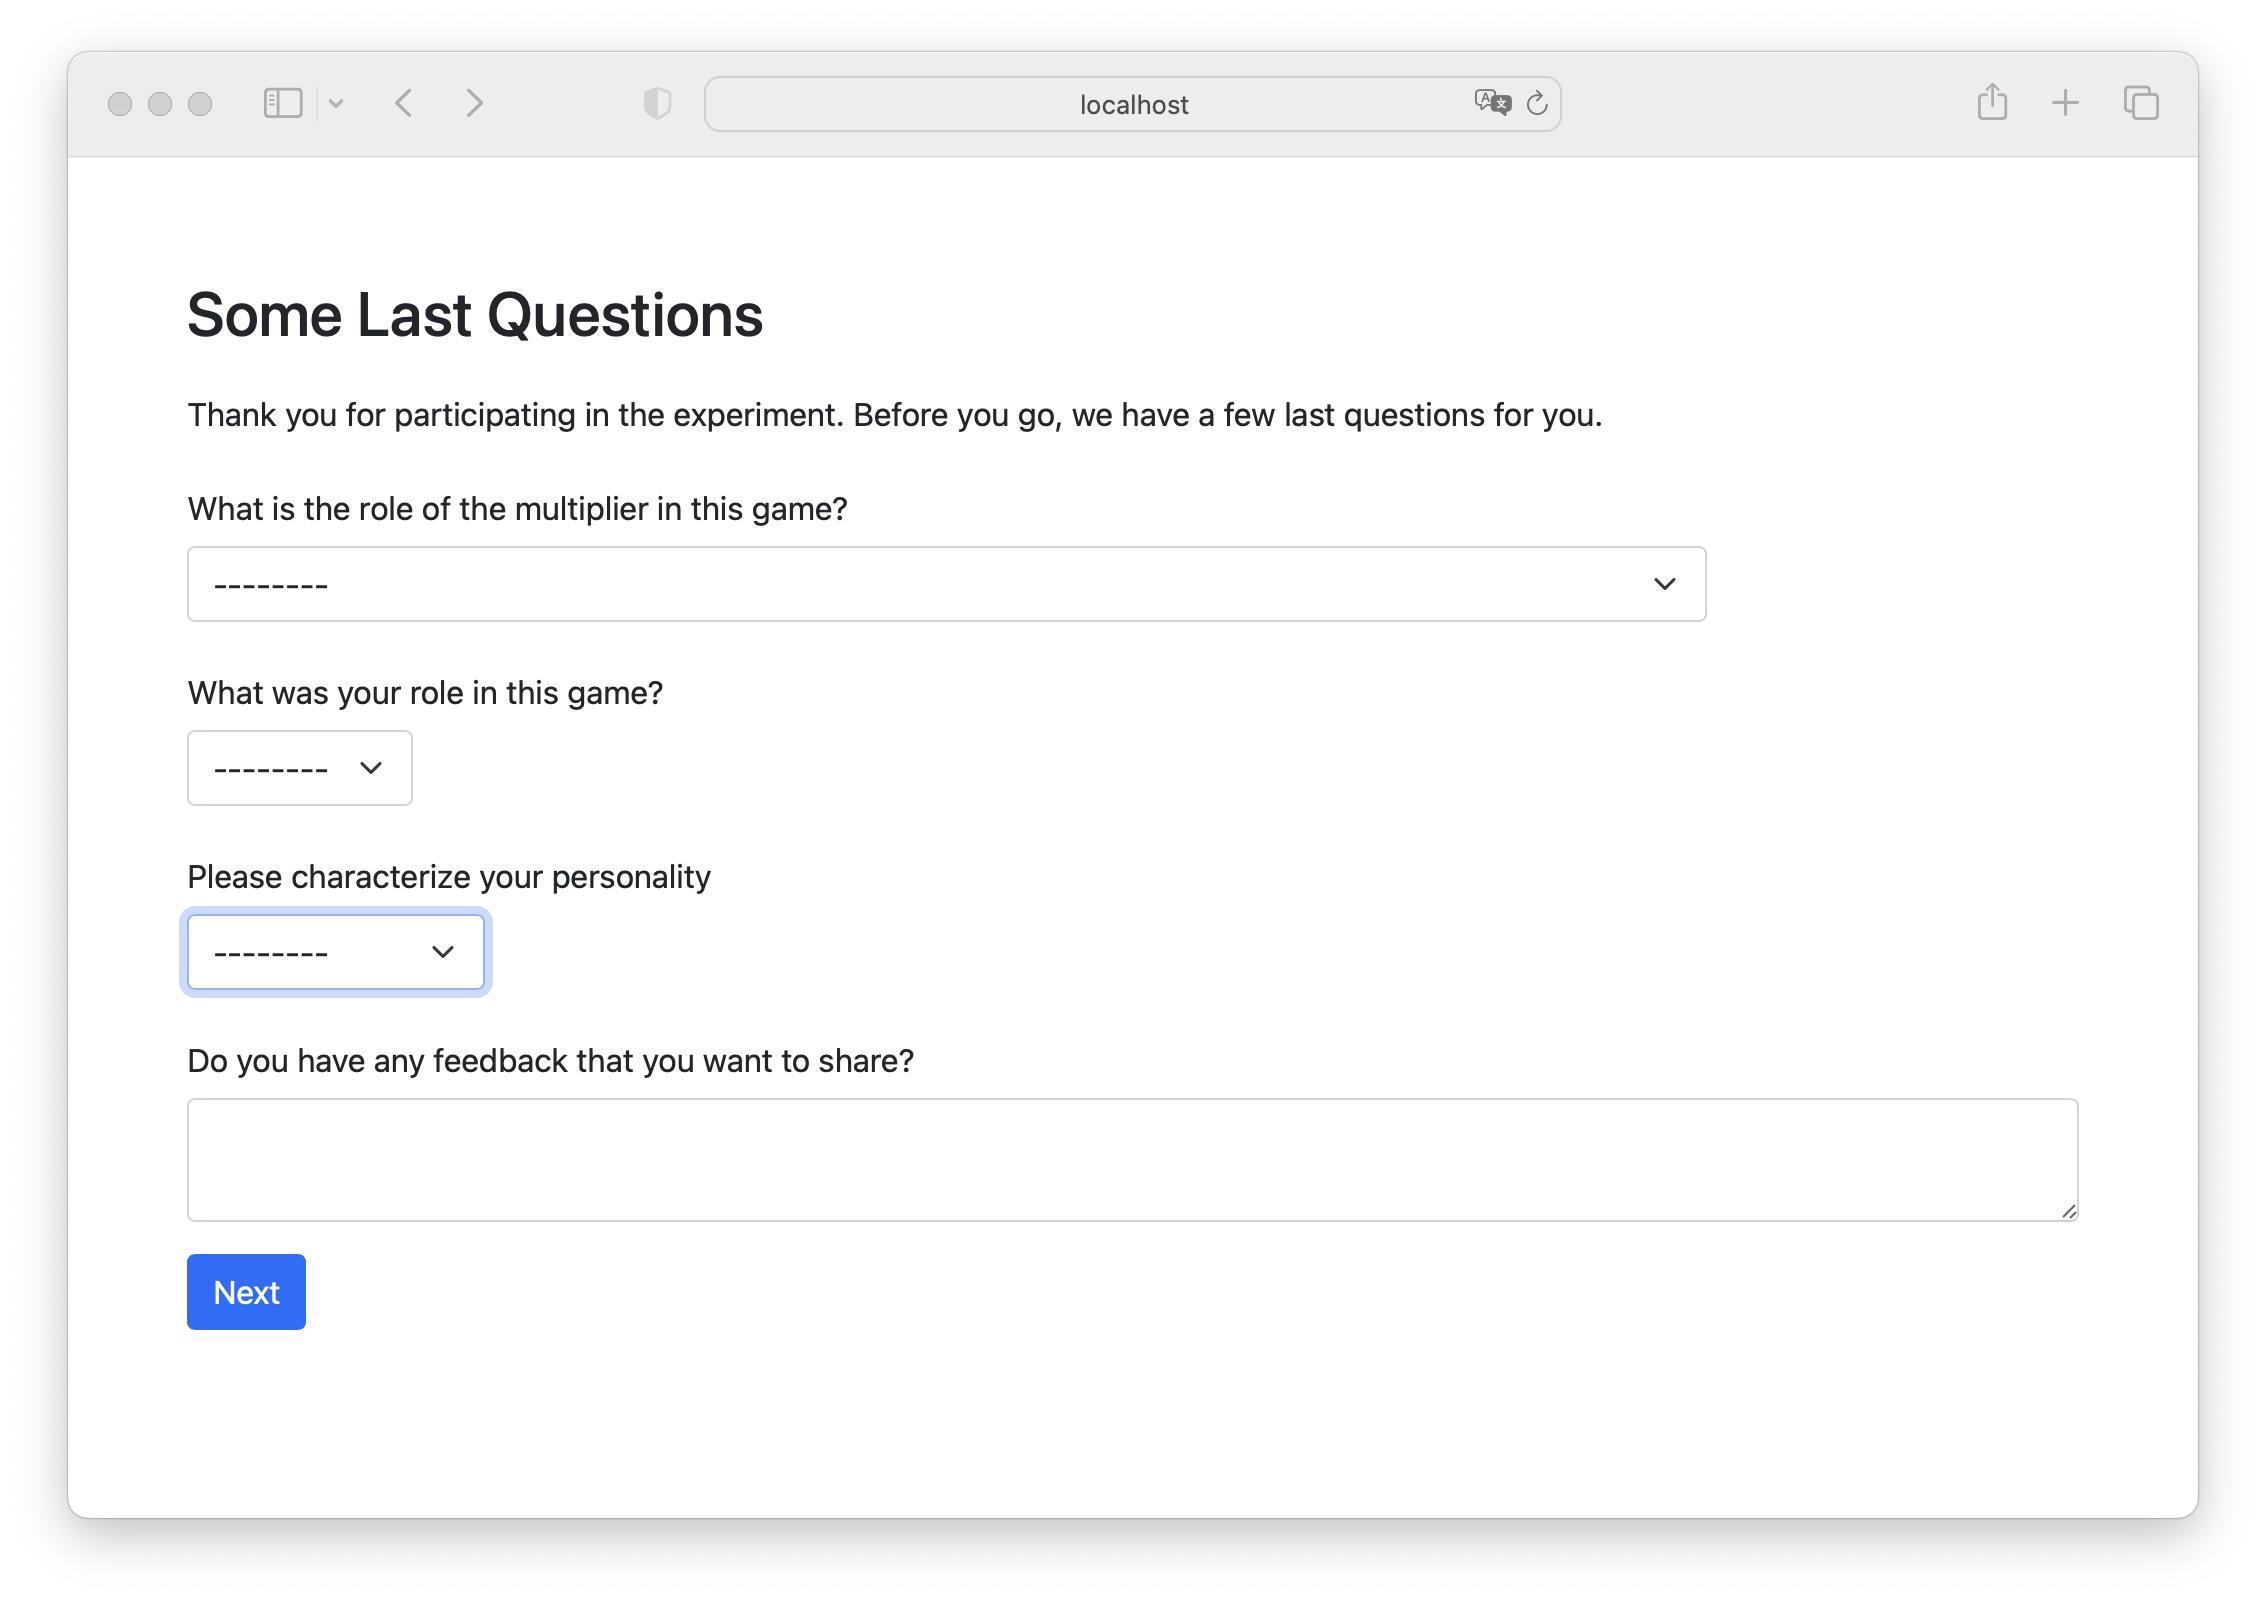 localhost
Some Last Questions
Thank you for participating in the experiment. Before you go, we have a few last questions for you.
What is the role of the multiplier in this game?
--------
What was your role in this game?
--------
Please characterize your personality
--------
Do you have any feedback that you want to share?
Next